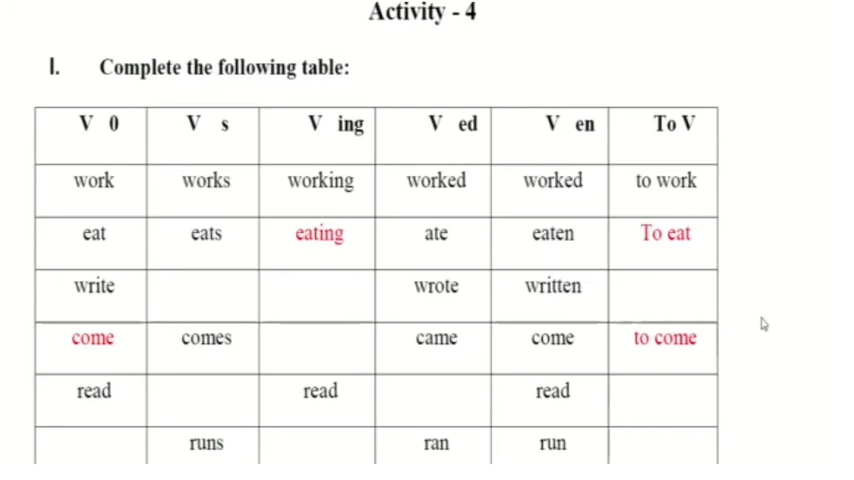 Activity - 4
I. Complete the following table:
V 0 V s V ing V ed V en To V
work works working worked worked to work
eat eats eating ate eaten To eat
write wrote written
come comes came come to come
read read read
runs ran run